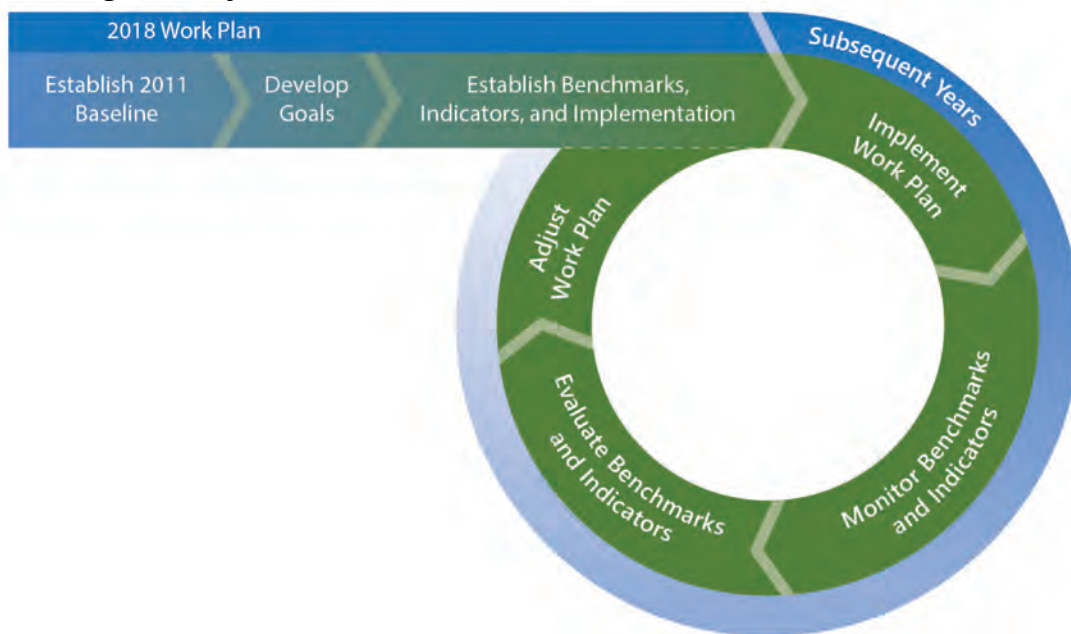 2018 Work Plan
Subsequent Years
Establish 2011
Baseline
Develop
Goals
Establish Benchmarks,
Indicators, and Implementation
Implement
Work Plan
Monitor Benchmarks
and Indicators
Evaluate Benchmarks
and Indicators
Adjust
Work Plan